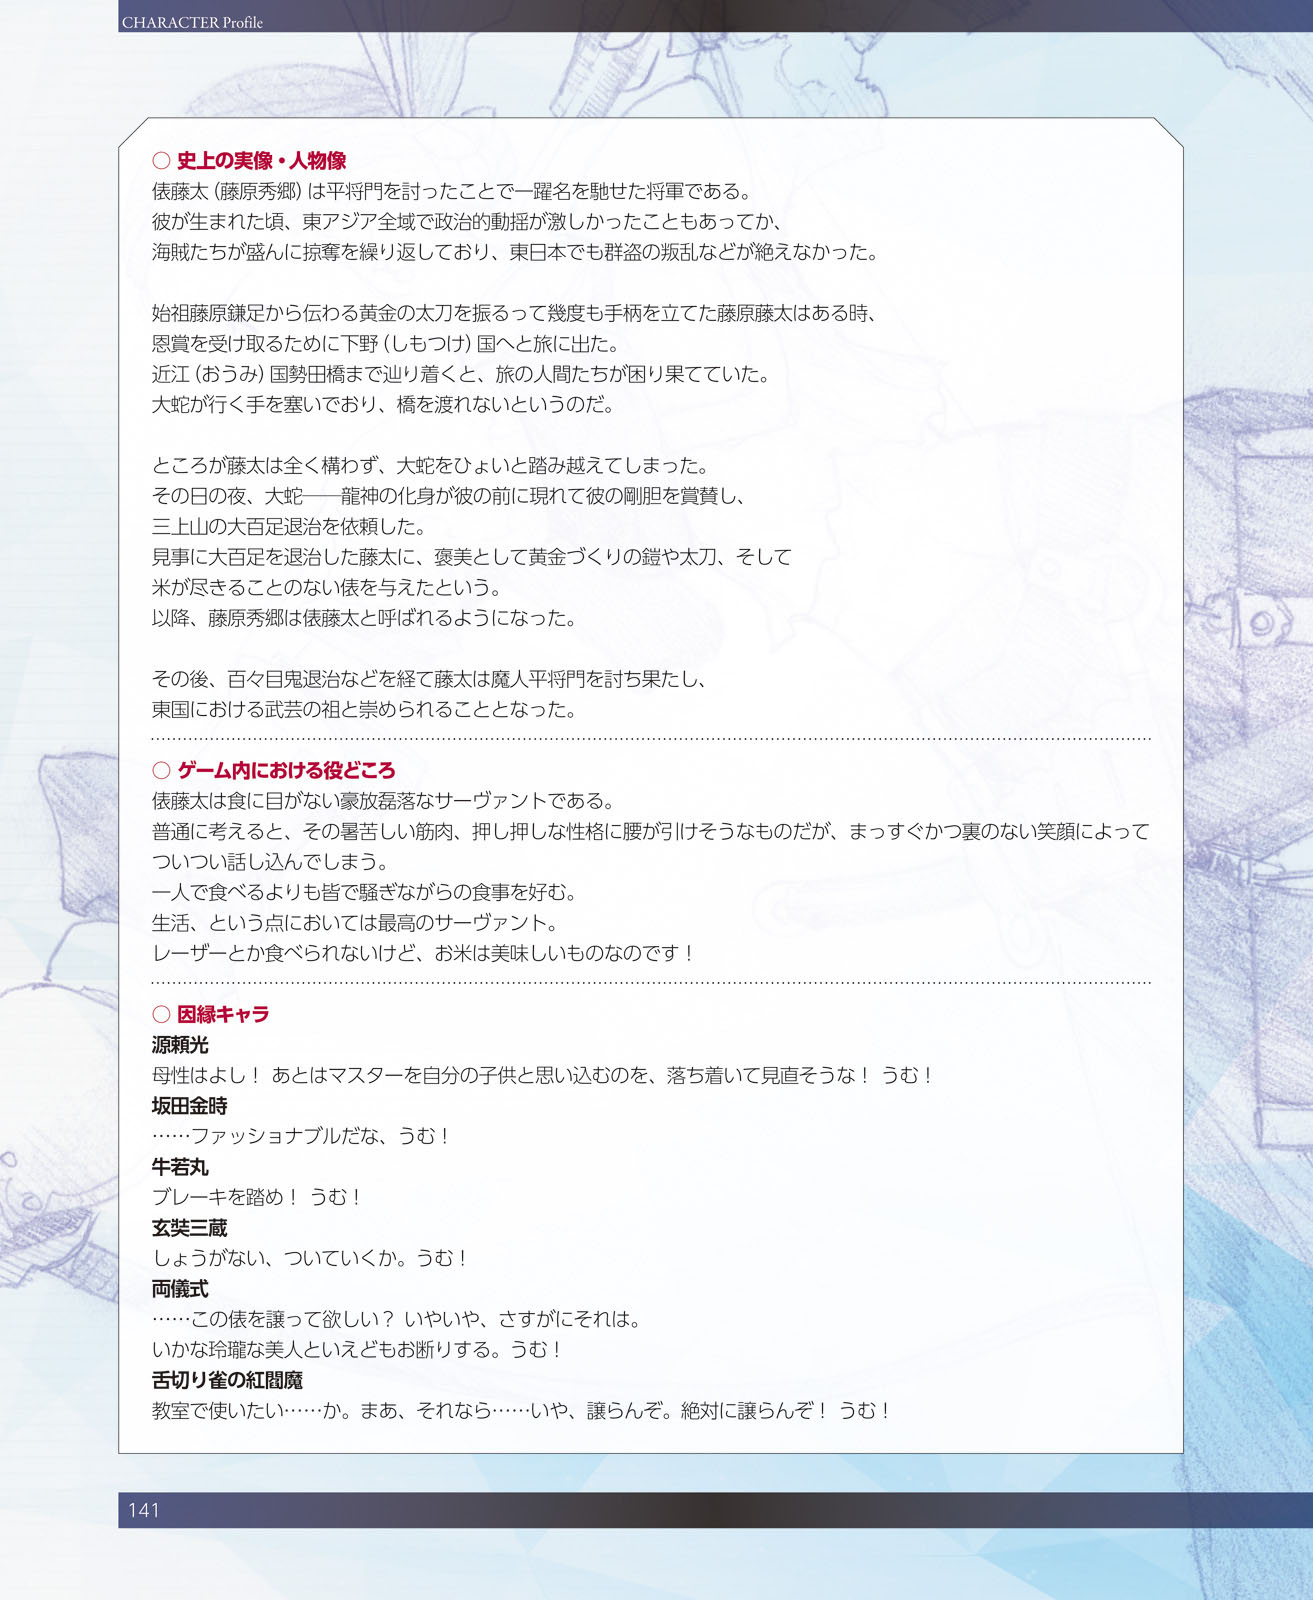 CHARACTER Profile
○ 史上の実像・人物像
俵藤太（藤原秀郷）は平将門を討ったことで一躍名を馳せた将軍である。
彼が生まれた頃、東アジア全域で政治的動揺が激しかったこともあってか、
海賊たちが盛んに掠奪を繰り返しており、東日本でも群盗の叛乱などが絶えなかった。
始祖藤原鎌足から伝わる黄金の太刀を振るって幾度も手柄を立てた藤原藤太はある時、
恩賞を受け取るために下野（しもつけ）国へと旅に出た。
近江（おうみ）国勢田橋まで辿り着くと、旅の人間たちが困り果てていた。
大蛇が行く手を塞いでおり、橋を渡れないというのだ。
ところが藤太は全く構わず、大蛇をひょいと踏み越えてしまった。
その日の夜、大蛇──龍神の化身が彼の前に現れて彼の剛胆を賞賛し、
三上山の大百足退治を依頼した。
見事に大百足を退治した藤太に、褒美として黄金づくりの鎧や太刀、そして
米が尽きることのない俵を与えたという。
以降、藤原秀郷は俵藤太と呼ばれるようになった。
その後、百々目鬼退治などを経て藤太は魔人平将門を討ち果たし、
東国における武芸の祖と崇められることとなった。
○ ゲーム内における役どころ
俵藤太は食に目がない豪放磊落なサーヴァントである。
普通に考えると、その暑苦しい筋肉、押し押しな性格に腰が引けそうなものだが、まっすぐかつ裏のない笑顔によって
ついつい話し込んでしまう。
一人で食べるよりも皆で騒ぎながらの食事を好む。
生活、という点においては最高のサーヴァント。
レーザーとか食べられないけど、お米は美味しいものなのです！
○ 因縁キャラ
源頼光
母性はよし！ あとはマスターを自分の子供と思い込むのを、落ち着いて見直そうな！ うむ！
坂田金時
……ファッショナブルだな、うむ！
牛若丸
ブレーキを踏め！ うむ！
玄奘三蔵
しょうがない、ついていくか。うむ！
両儀式
……この俵を譲って欲しい？ いやいや、さすがにそれは。
いかな玲瓏な美人といえどもお断りする。うむ！
舌切り雀の紅閻魔
教室で使いたい……か。まあ、それなら……いや、譲らんぞ。絶対に譲らんぞ！ うむ！
141